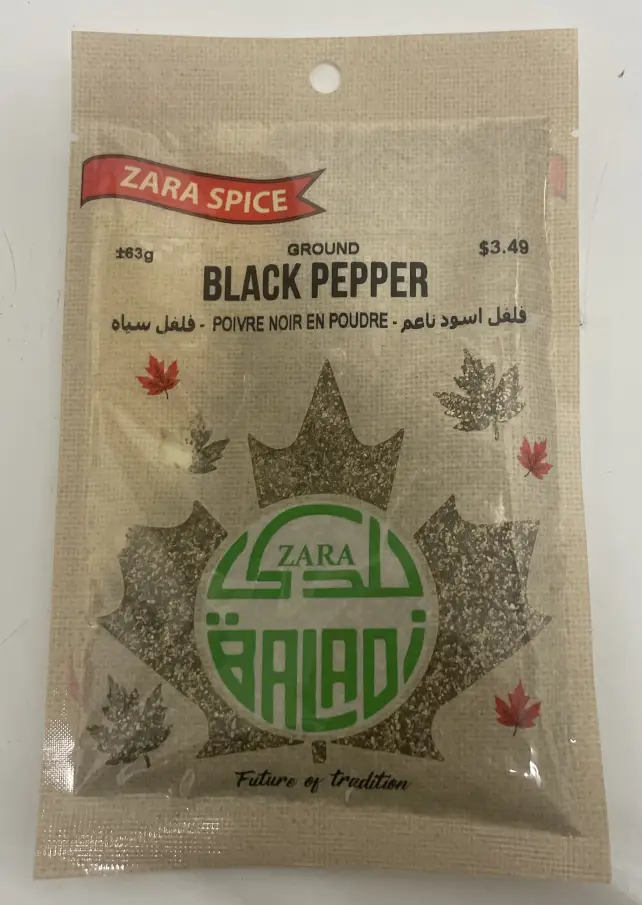 ZARA SPICE
±63g
GROUND
$3.49
BLACK PEPPER
فلفل اسود ناعم - POIVRE NOIR EN POUDRE - فلفل سیاه
بلدي
ZARA
BALADi
Future of tradition